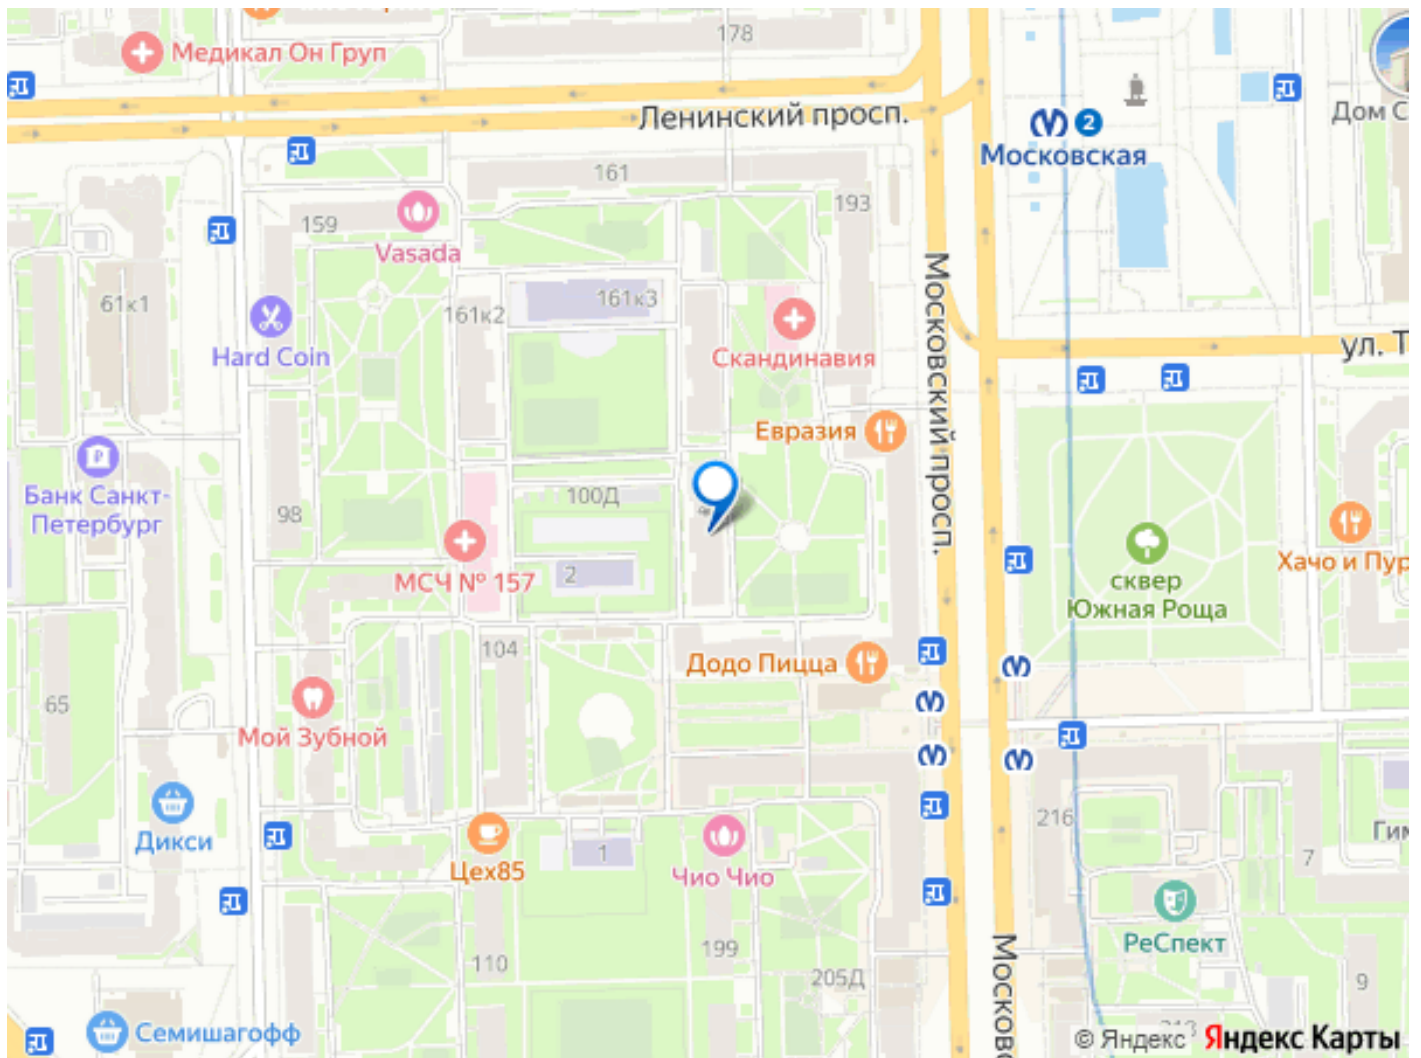 178
Медикал Он Груп
Ленинский просп.
Дом С
2
Московская
161
193
159
Vasada
61к1
161к2
161к3
Hard Coin
Скандинавия
Московский просп.
ул. Т
Евразия
Банк Санкт-
Петербург
98
100Д
МСЧ № 157
2
сквер
Южная Роща
Хачо и Пур
104
Додо Пицца
65
Мой Зубной
Дикси
216
Цех85
1
Чио Чио
7
Гим
РеСпект
110
199
205Д
Московс
9
Семишагофф
© Яндекс
Яндекс Карты